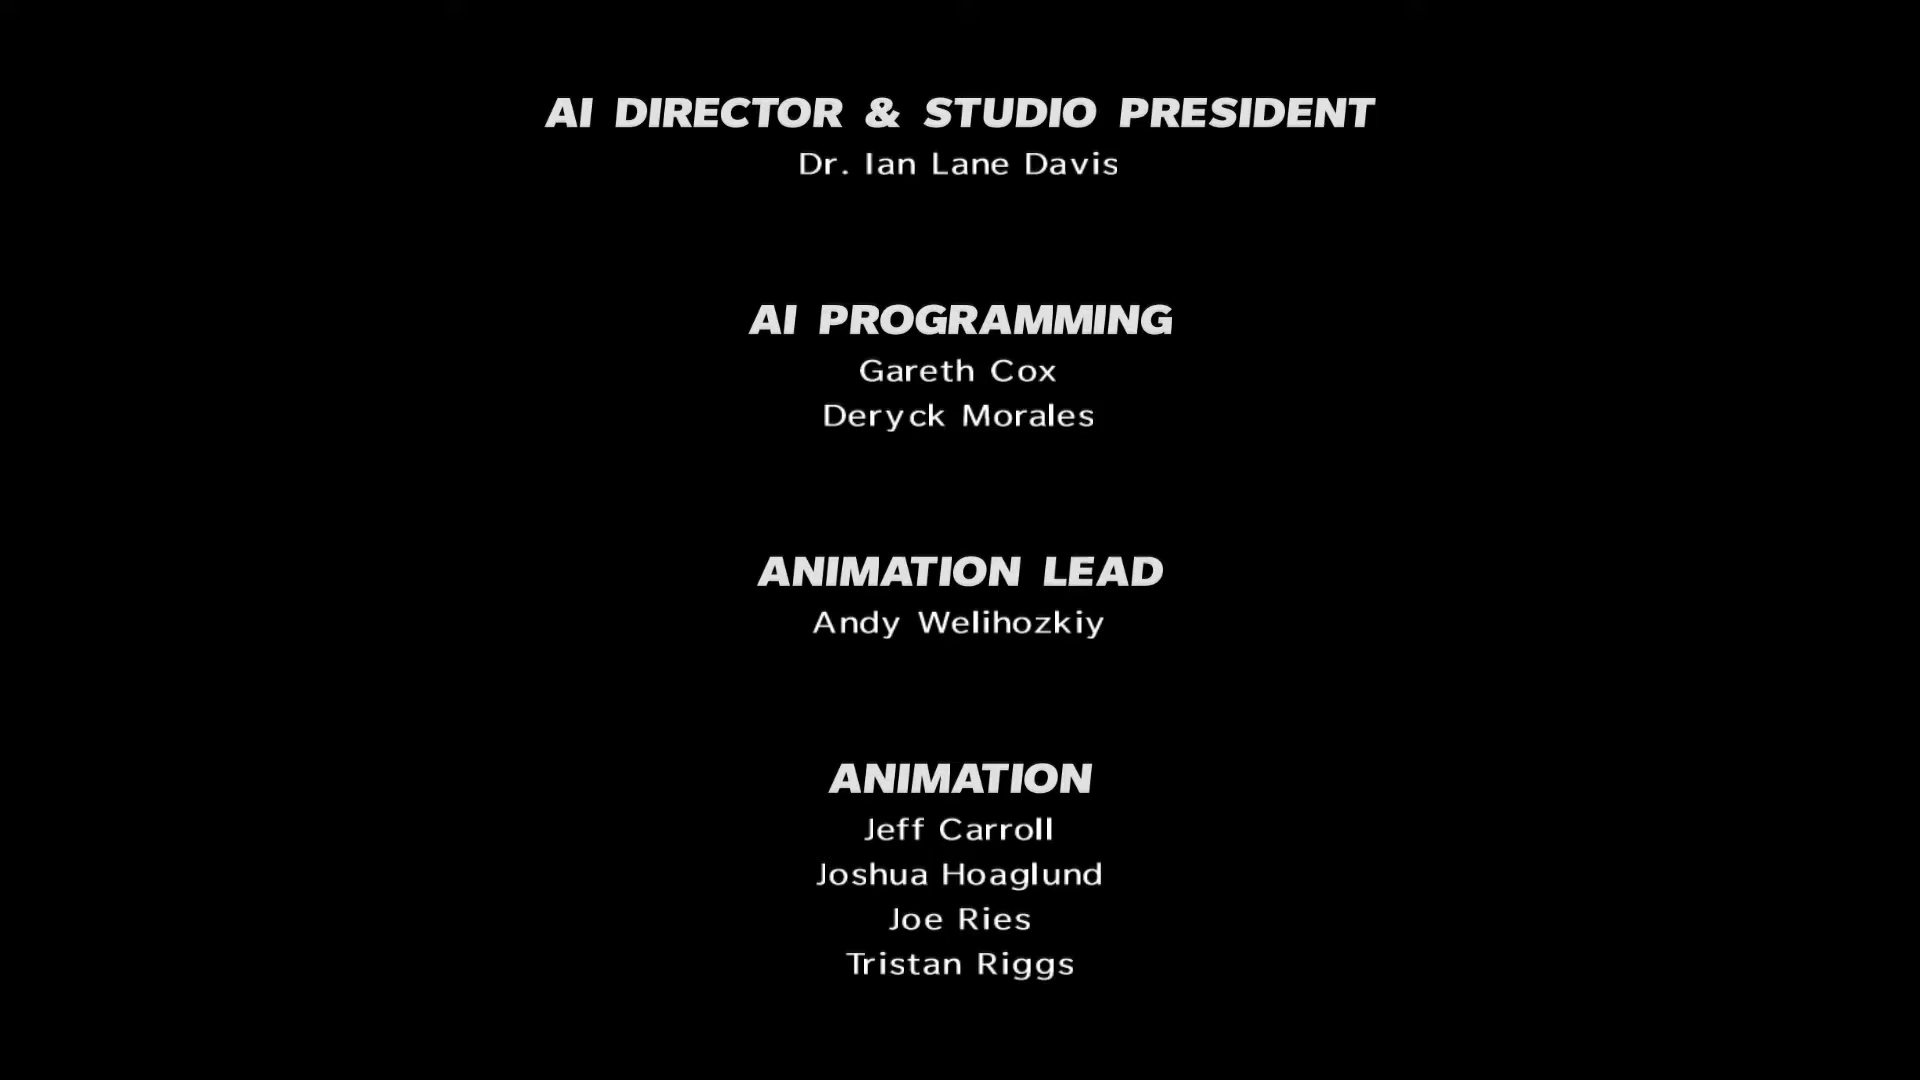 AI DIRECTOR & STUDIO PRESIDENT
Dr. Ian Lane Davis
AI PROGRAMMING
Gareth Cox
Deryck Morales
ANIMATION LEAD
Andy Welihozkiy
ANIMATION
Jeff Carroll
Joshua Hoaglund
Joe Ries
Tristan Riggs